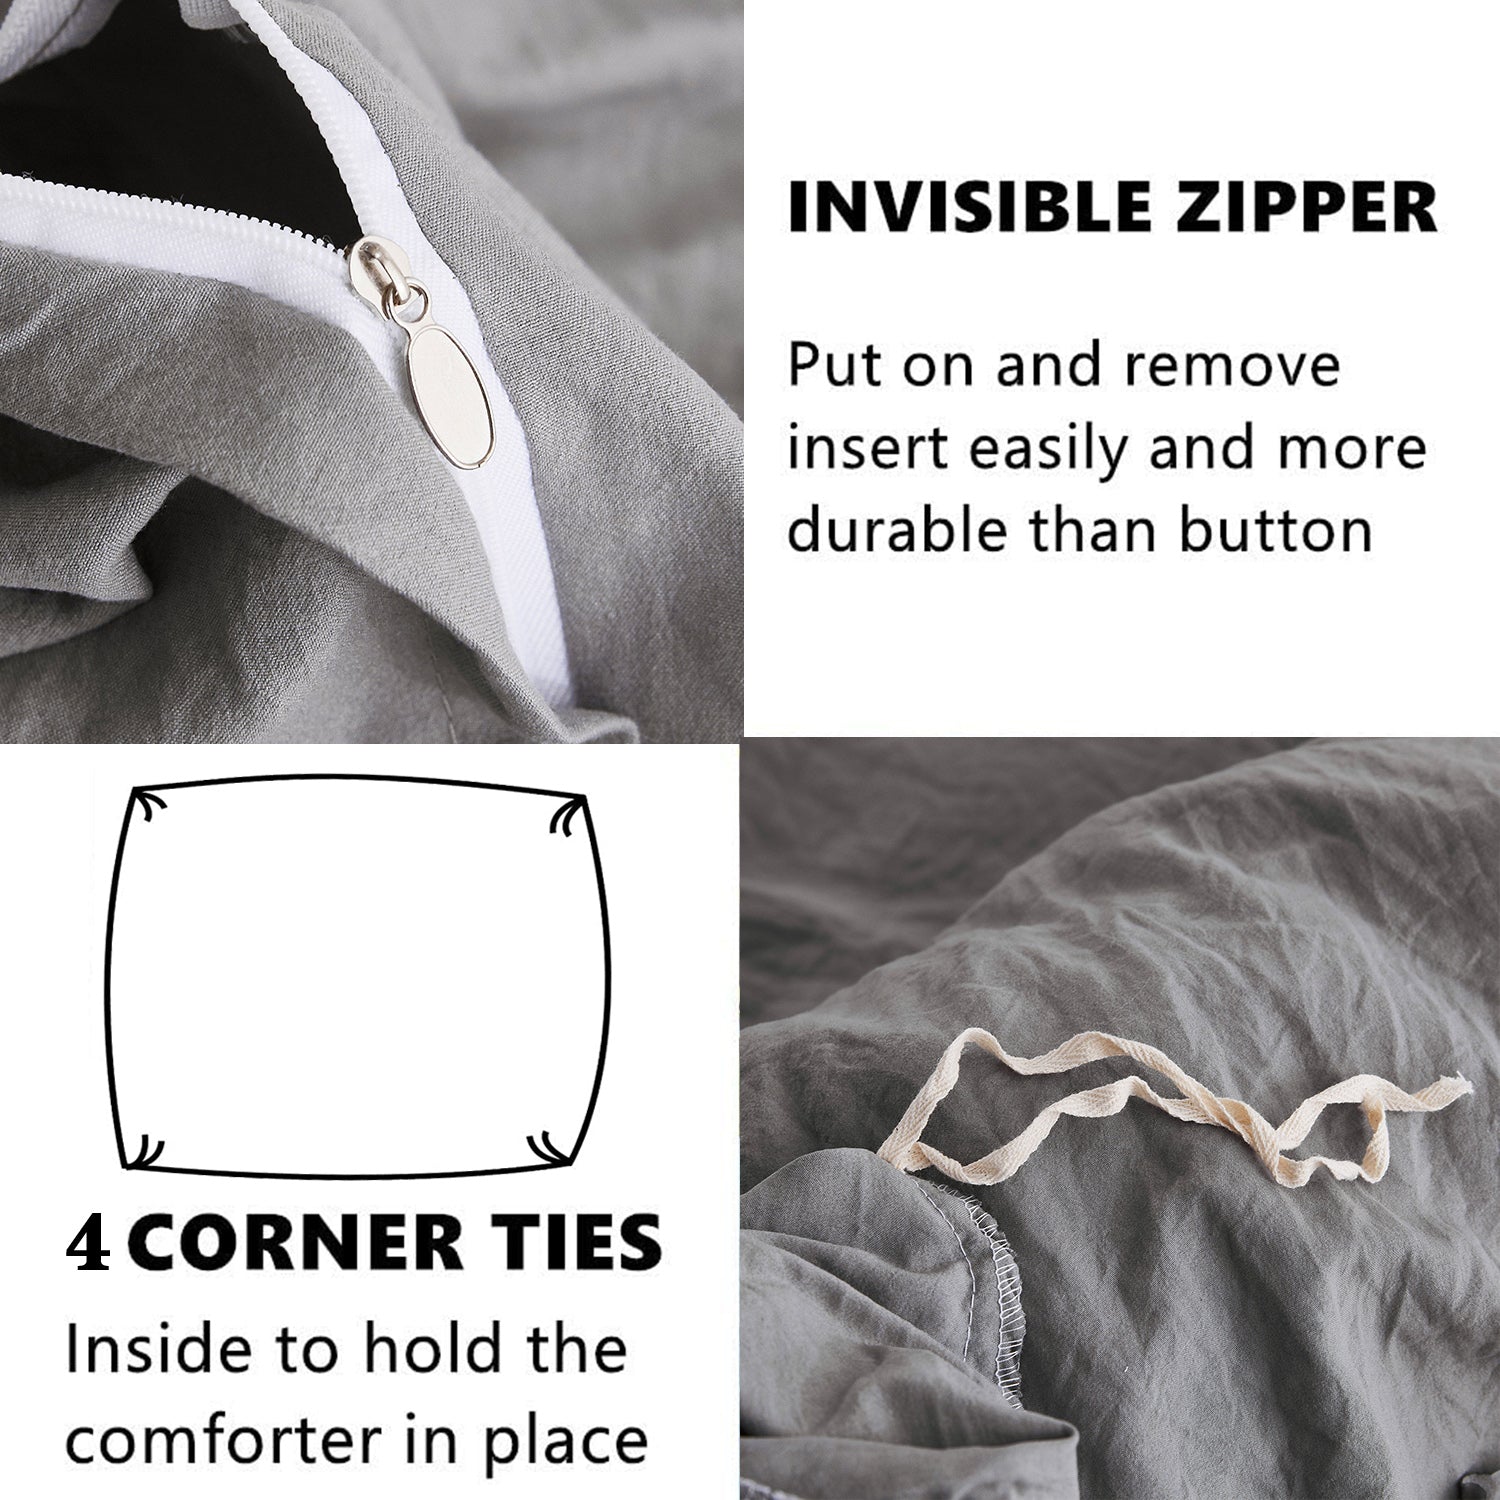 INVISIBLE ZIPPER
Put on and remove
insert easily and more
durable than button
4 CORNER TIES
Inside to hold the
comforter in place